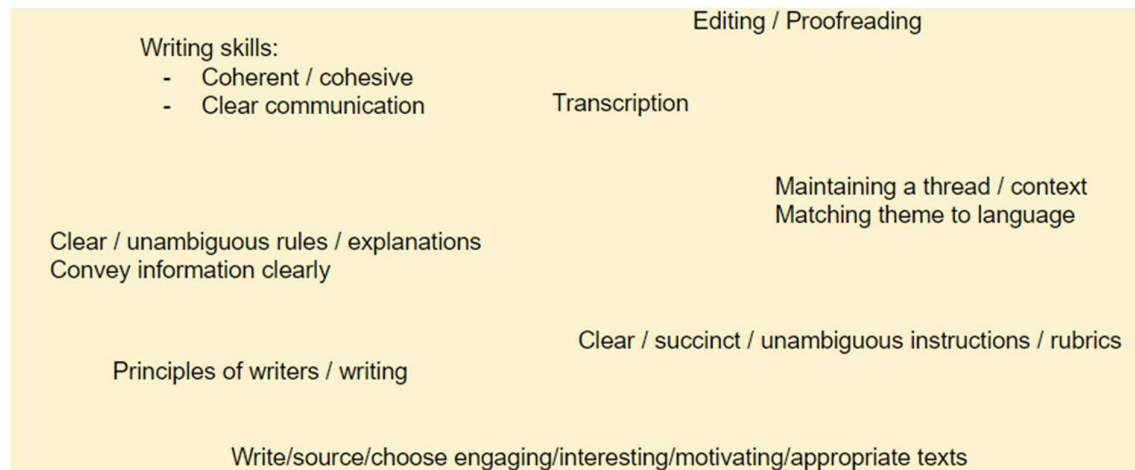 Editing / Proofreading
Writing skills:
- Coherent / cohesive
- Clear communication
Transcription
Maintaining a thread / context
Matching theme to language
Clear / unambiguous rules / explanations
Convey information clearly
Clear / succinct / unambiguous instructions / rubrics
Principles of writers / writing
Write/source/choose engaging/interesting/motivating/appropriate texts